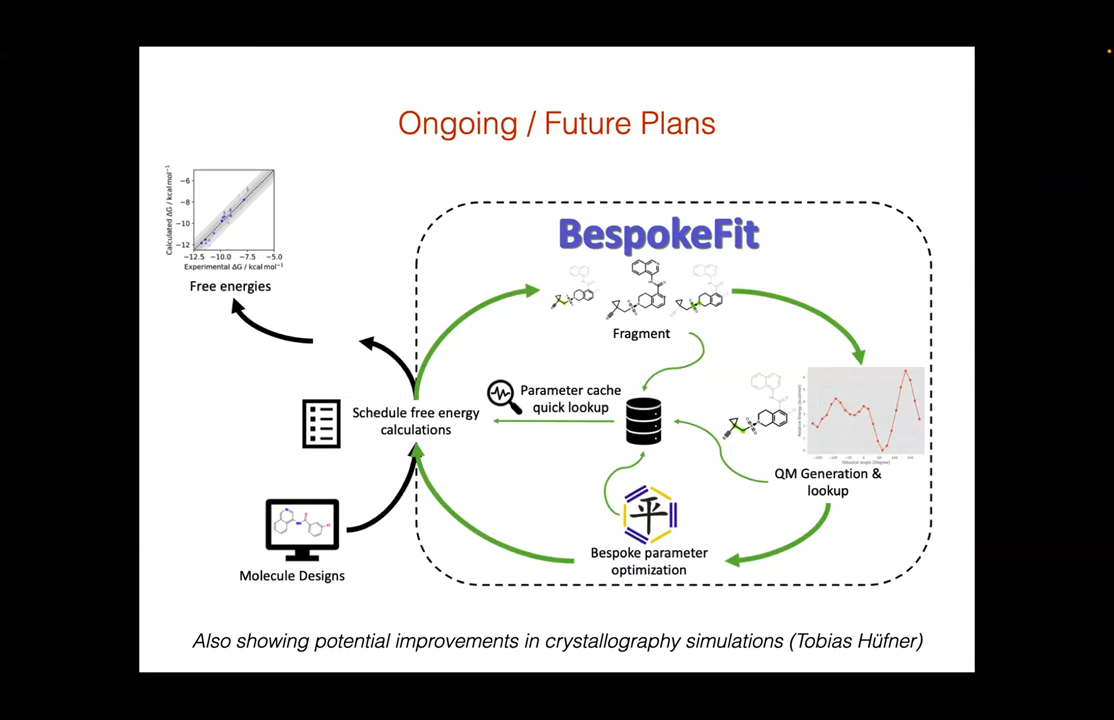 Ongoing / Future Plans
Calculated ΔG / kcal mol⁻¹
−6
−8
−10
−12
−12.5 −10.0 −7.5 −5.0
Experimental ΔG / kcal mol⁻¹
Free energies
BespokeFit
Fragment
Parameter cache
quick lookup
Schedule free energy
calculations
QM Generation &
lookup
平
Bespoke parameter
optimization
Molecule Designs
Also showing potential improvements in crystallography simulations (Tobias Hüfner)